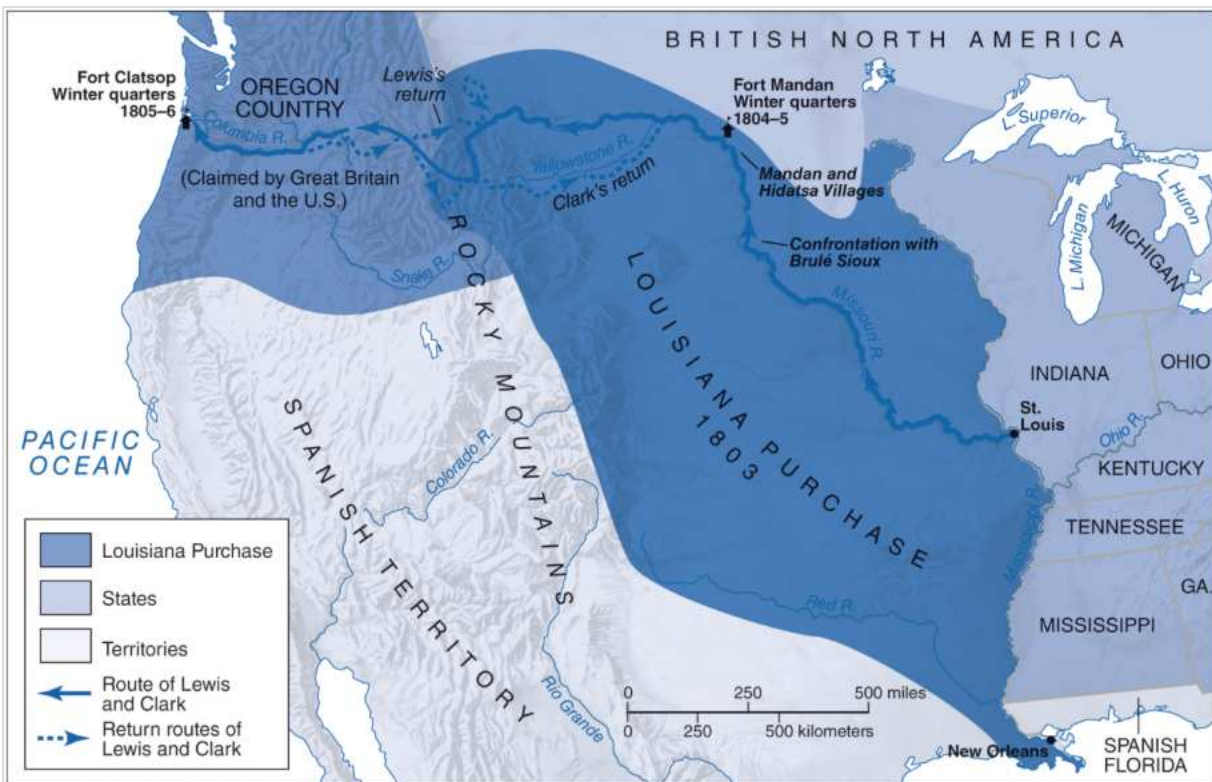 BRITISH NORTH AMERICA
Fort Clatsop
Winter quarters
1805–6
OREGON
COUNTRY
Lewis's
return
Fort Mandan
Winter quarters
1804–5
Columbia R.
(Claimed by Great Britain
and the U.S.)
Yellowstone R.
Clark's return
Mandan and
Hidatsa Villages
Confrontation with
Brulé Sioux
L. Superior
L. Huron
L. Michigan
MICHIGAN
Snake R.
ROCKY MOUNTAINS
LOUISIANA PURCHASE
1803
Missouri R.
INDIANA
OHIO
St.
Louis
Ohio R.
KENTUCKY
TENNESSEE
Mississippi R.
GA.
MISSISSIPPI
PACIFIC
OCEAN
SPANISH TERRITORY
Colorado R.
Rio Grande
Red R.
New Orleans
SPANISH
FLORIDA
Louisiana Purchase
States
Territories
Route of Lewis
and Clark
Return routes of
Lewis and Clark
0 250 500 miles
0 250 500 kilometers